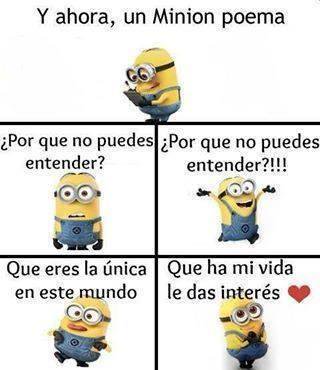 Y ahora, un Minion poema
¿Por que no puedes
entender?
¿Por que no puedes
entender?!!!
Que eres la única
en este mundo
Que ha mi vida
le das interés